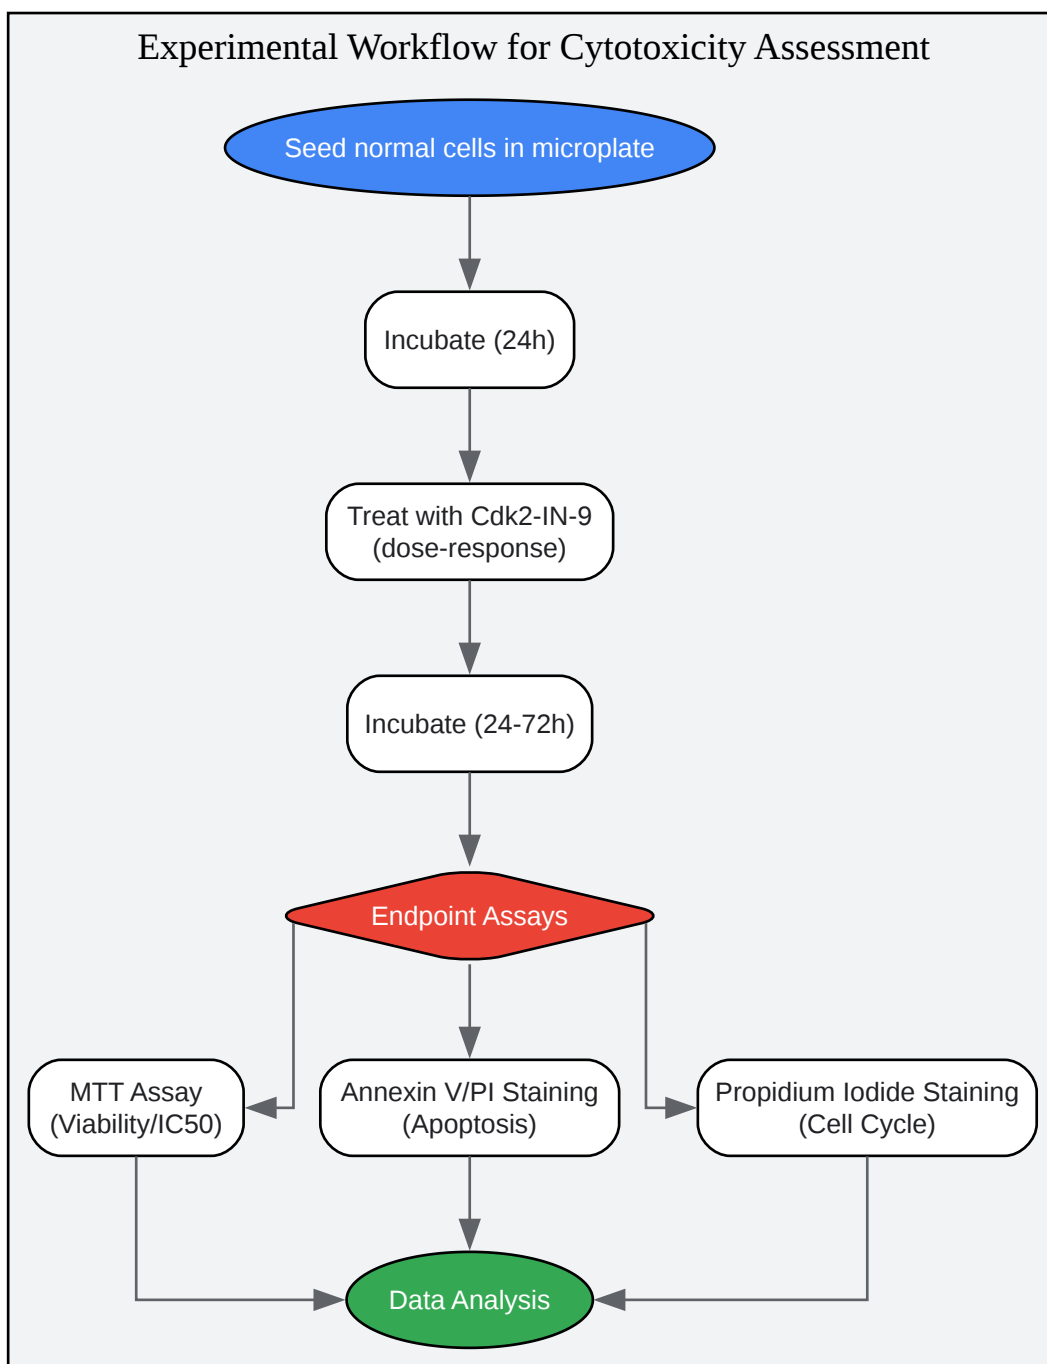 Experimental Workflow for Cytotoxicity Assessment
Seed normal cells in microplate
Incubate (24h)
Treat with Cdk2-IN-9
(dose-response)
Incubate (24-72h)
Endpoint Assays
MTT Assay
(Viability/IC50)
Annexin V/PI Staining
(Apoptosis)
Propidium Iodide Staining
(Cell Cycle)
Data Analysis